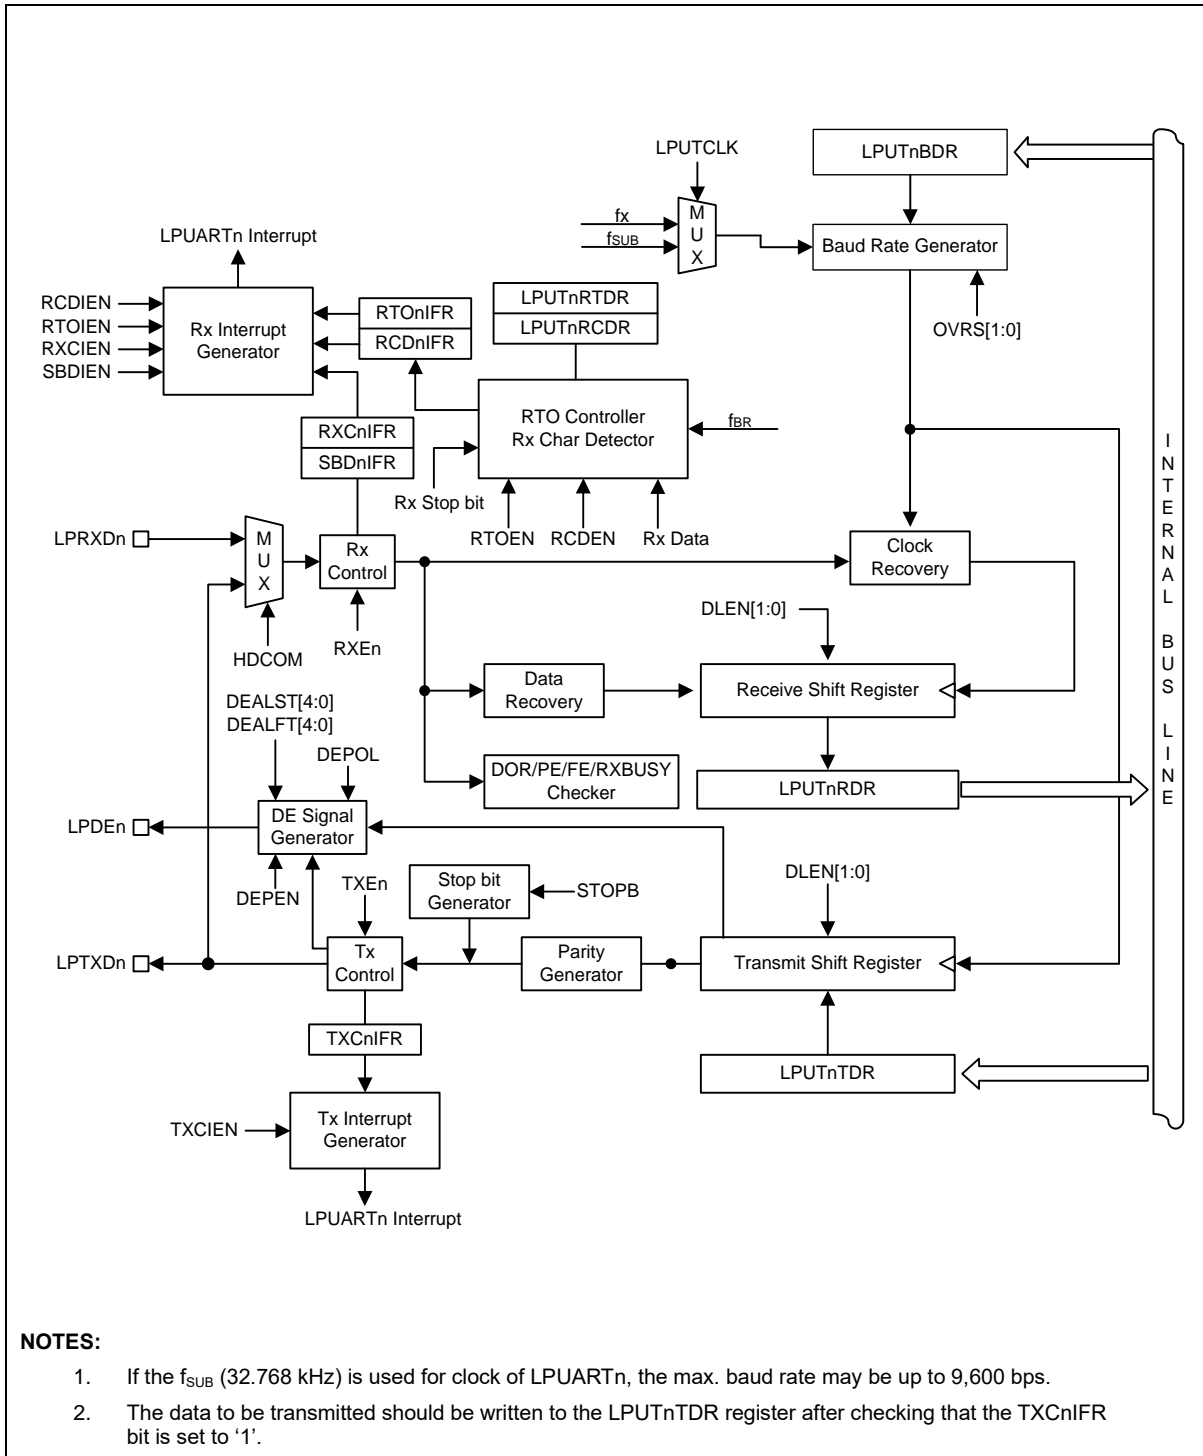 LPUTnBDR
LPUTCLK
M
U
X
fx
fSUB
Baud Rate Generator
OVRS[1:0]
LPUARTn Interrupt
RCDIEN
RTOIEN
RXCIEN
SBDIEN
Rx Interrupt
Generator
RTOnIFR
RCDnIFR
LPUTnRTDR
LPUTnRCDR
RTO Controller
Rx Char Detector
fBR
RXCnIFR
SBDnIFR
Rx Stop bit
RTOEN
RCDEN
Rx Data
LPRXDn
M
U
X
Rx
Control
Clock
Recovery
HDCOM
RXEn
DLEN[1:0]
Data
Recovery
Receive Shift Register
DEALST[4:0]
DEALFT[4:0]
DEPOL
DOR/PE/FE/RXBUSY
Checker
LPUTnRDR
LPDEn
DE Signal
Generator
DEPEN
TXEn
Stop bit
Generator
STOPB
DLEN[1:0]
LPTXDn
Tx
Control
Parity
Generator
Transmit Shift Register
TXCnIFR
LPUTnTDR
TXCIEN
Tx Interrupt
Generator
LPUARTn Interrupt
I
N
T
E
R
N
A
L
B
U
S
L
I
N
E
NOTES:
1. If the fSUB (32.768 kHz) is used for clock of LPUARTn, the max. baud rate may be up to 9,600 bps.
2. The data to be transmitted should be written to the LPUTnTDR register after checking that the TXCnIFR
bit is set to ‘1’.